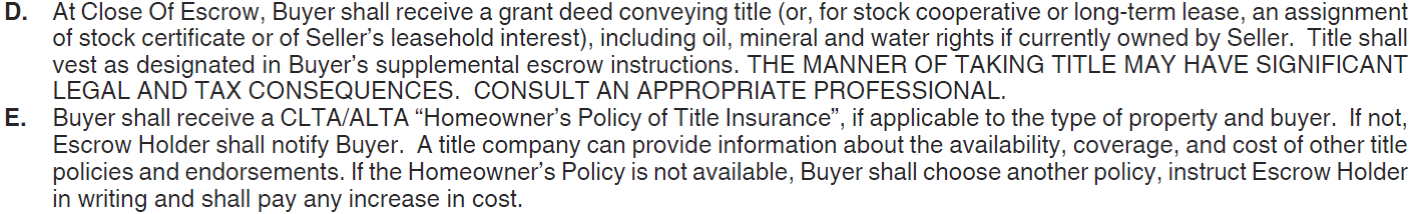 D. At Close Of Escrow, Buyer shall receive a grant deed conveying title (or, for stock cooperative or long-term lease, an assignment
of stock certificate or of Seller's leasehold interest), including oil, mineral and water rights if currently owned by Seller. Title shall
vest as designated in Buyer's supplemental escrow instructions. THE MANNER OF TAKING TITLE MAY HAVE SIGNIFICANT
LEGAL AND TAX CONSEQUENCES. CONSULT AN APPROPRIATE PROFESSIONAL.
E. Buyer shall receive a CLTA/ALTA “Homeowner's Policy of Title Insurance”, if applicable to the type of property and buyer. If not,
Escrow Holder shall notify Buyer. A title company can provide information about the availability, coverage, and cost of other title
policies and endorsements. If the Homeowner's Policy is not available, Buyer shall choose another policy, instruct Escrow Holder
in writing and shall pay any increase in cost.